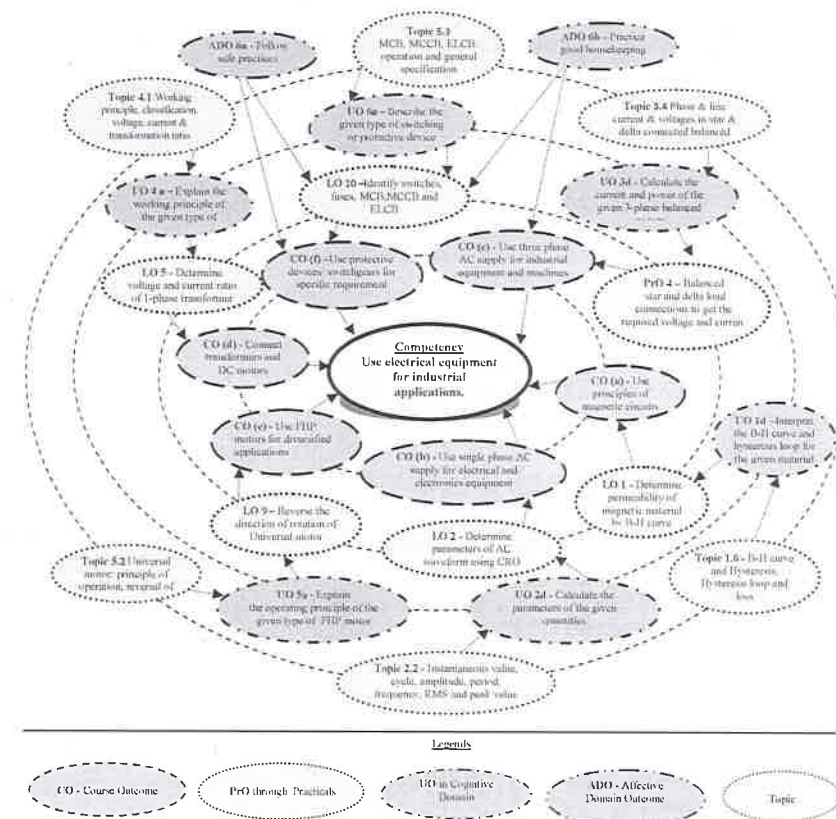 Topic 5.3
MCB, MCCB, ELCB,
operation and general
specification
ADO 6a - Follow
safe practices
ADO 6b - Practice
good housekeeping
Topic 4.1 Working
principle, classification,
voltage, current &
transformation ratio
UO 6a – Describe the
given type of switching
or protective device
Topic 3.4 Phase & line
current & voltages in star &
delta connected balanced
UO 4 a – Explain the
working principle of
the given type of
LO 10 –Identify switches,
fuses, MCB,MCCB and
ELCB
UO 3d - Calculate the
current and power of the
given 3-phase balanced
LO 5 - Determine
voltage and current ratio
of 1-phase transformer
CO (f) –Use protective
devices/ switchgears for
specific requirement
CO (c) - Use three phase
AC supply for industrial
equipment and machines
PrO 4 – Balanced
star and delta load
connections to get the
required voltage and curren
CO (d) - Connect
transformers and
DC motors
Competency
Use electrical equipment
for industrial
applications.
CO (a) - Use
principles of
magnetic circuits
CO (e) - Use FHP
motors for diversified
applications
CO (b) - Use single phase AC
supply for electrical and
electronics equipment
UO 1d –Interpret
the B-H curve and
hysteresis loop for
the given material
LO 1 - Determine
permeability of
magnetic material
by B-H curve
LO 9 – Reverse the
direction of rotation of
Universal motor
LO 2 – Determine
parameters of AC
waveform using CRO
Topic 5.2 Universal
motor: principle of
operation, reversal of
Topic 1.6 - B-H curve
and Hysteresis,
Hysteresis loop and
loss
UO 5a - Explain
the operating principle of the
given type of FHP motor
UO 2d - Calculate the
parameters of the given
quantities
Topic 2.2 - Instantaneous value,
cycle, amplitude, period,
frequency, RMS and peak value
Legends
CO - Course Outcome
PrO through Practicals
UO in Cognitive
Domain
ADO - Affective
Domain Outcome
Topic